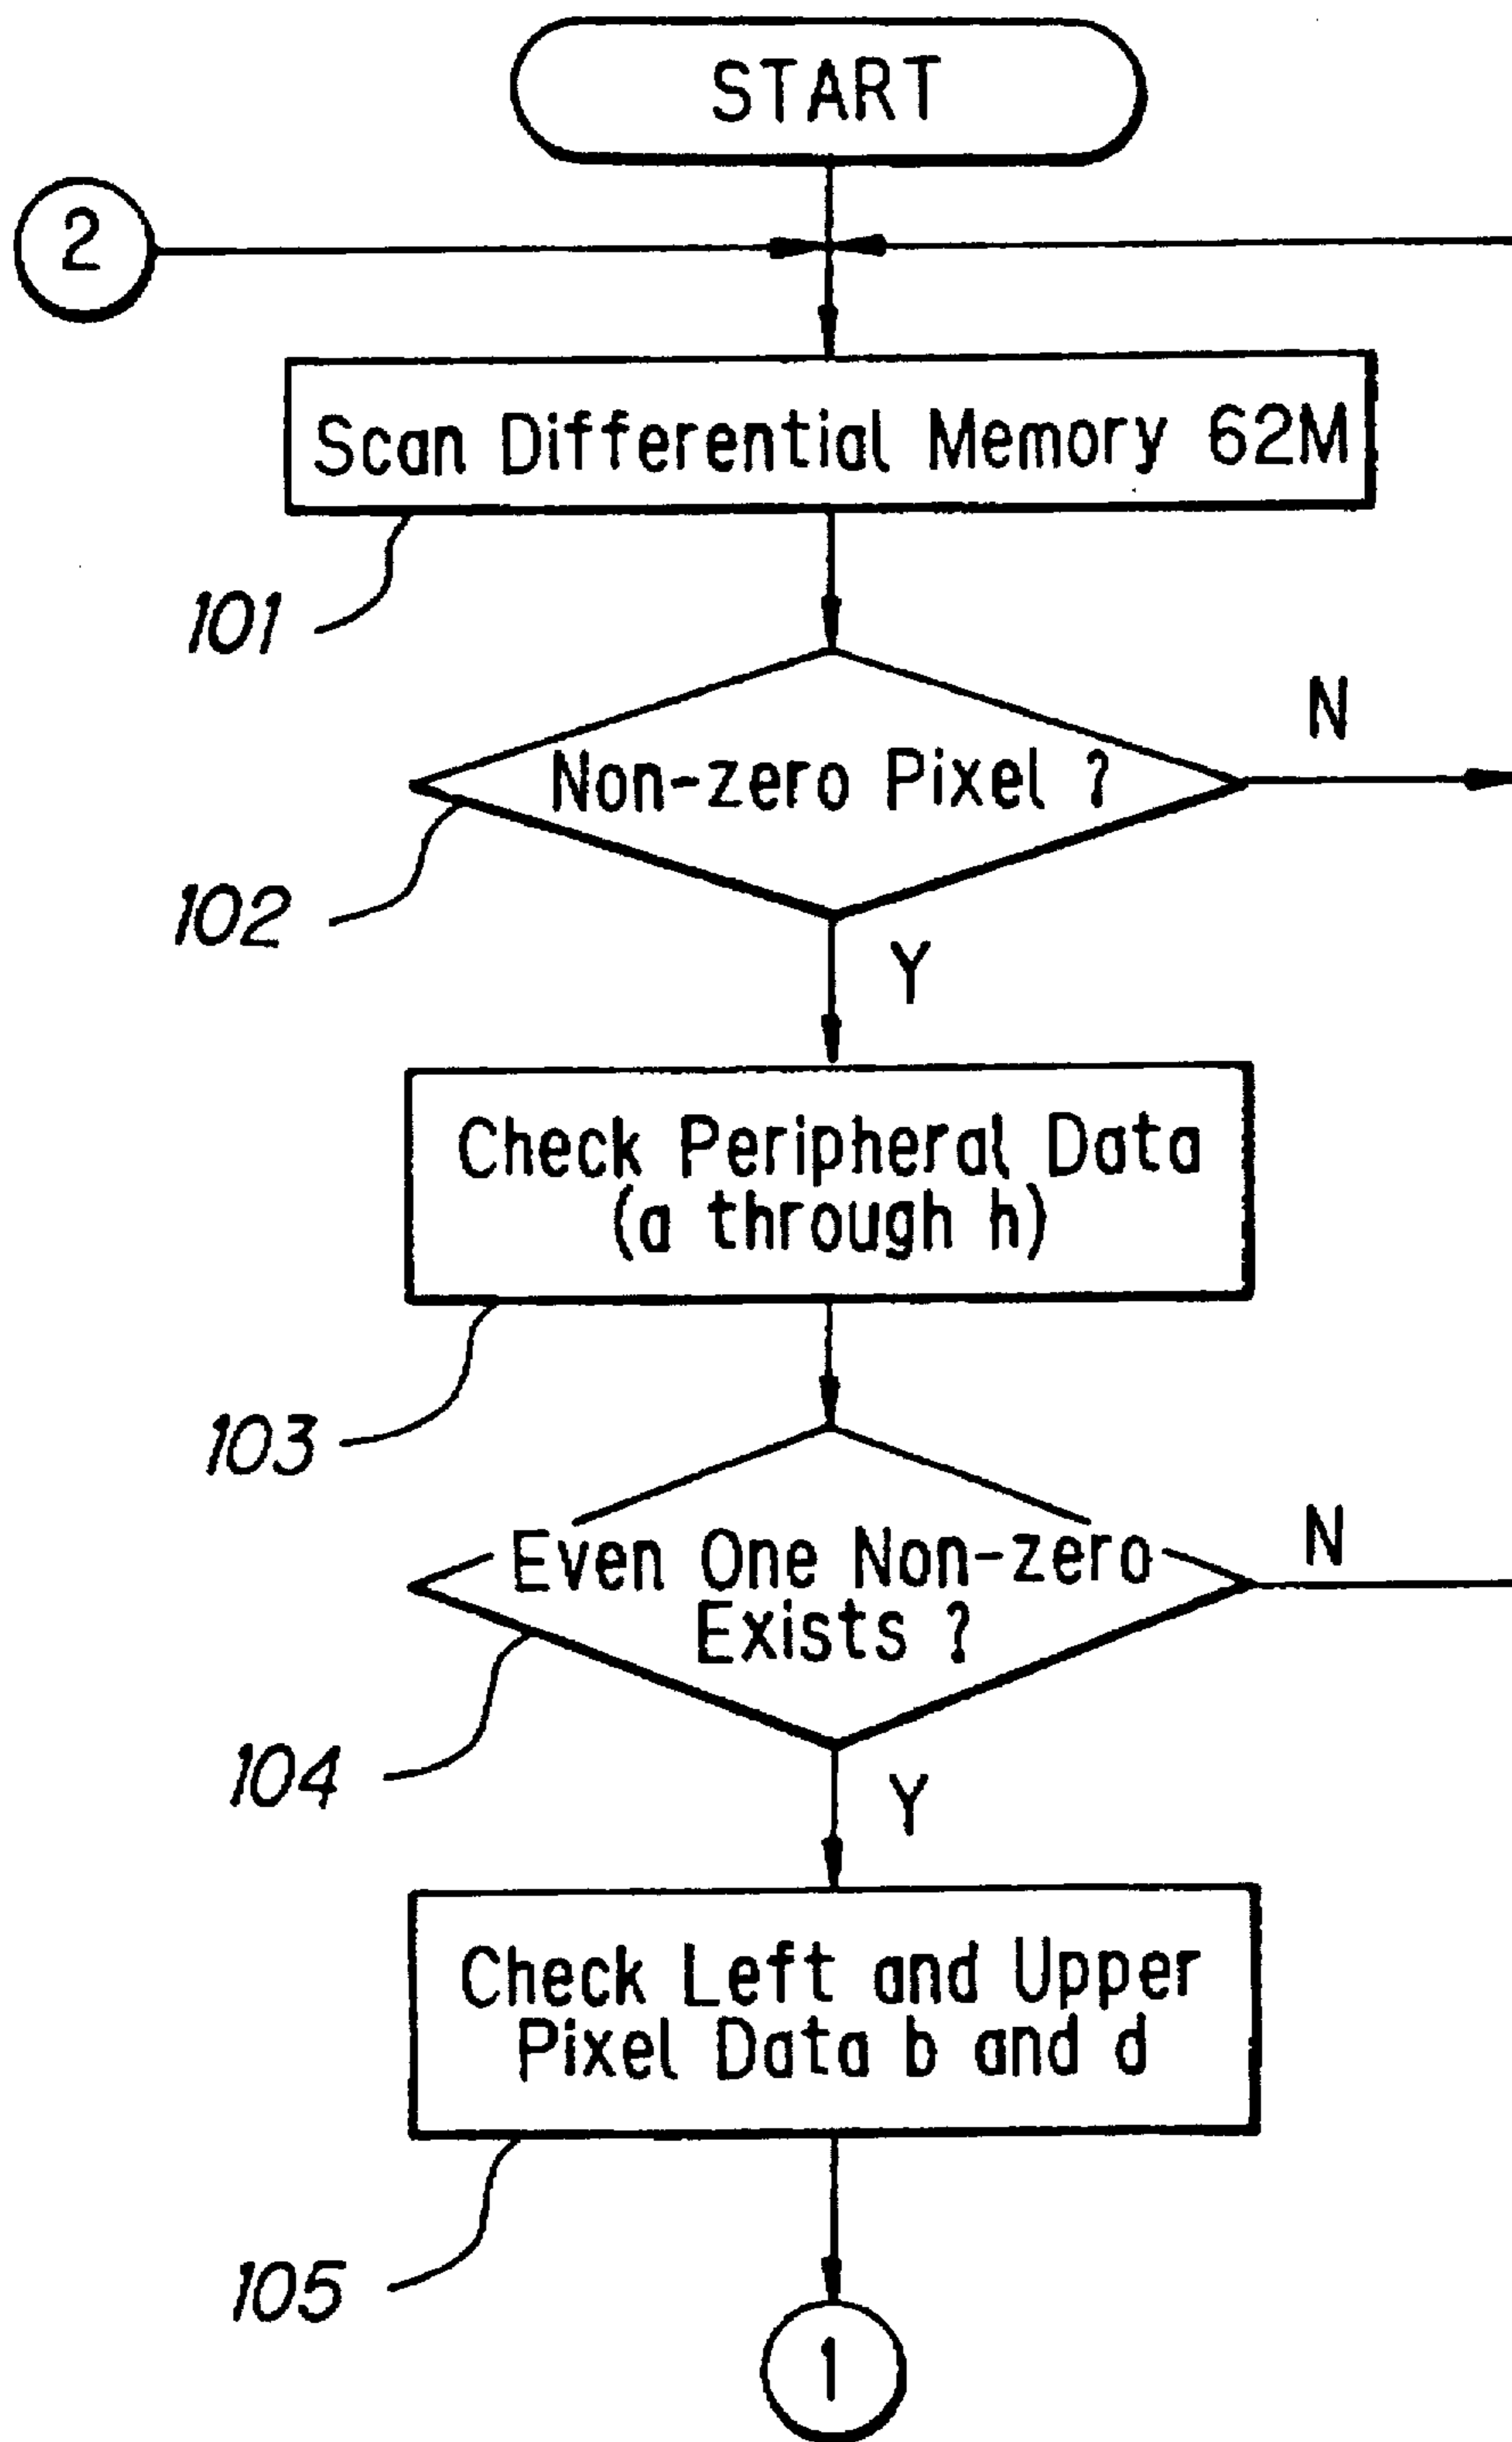 START
2
Scan Differential Memory 62M
101
N
Non-zero Pixel ?
102
Y
Check Peripheral Data
(a through h)
103
N
Even One Non-zero
Exists ?
104
Y
Check Left and Upper
Pixel Data b and d
105
1